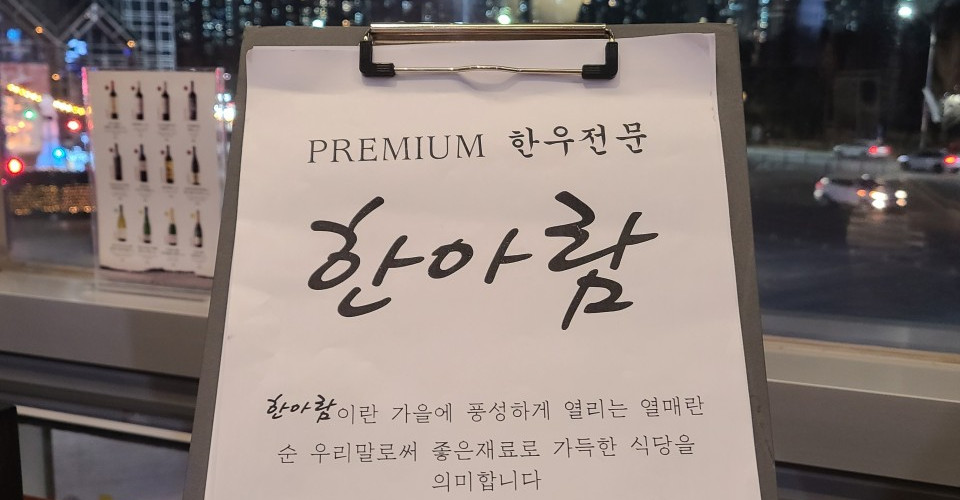 PREMIUM 한우전문
한아람
한아람이란 가을에 풍성하게 열리는 열매란
순 우리말로써 좋은재료로 가득한 식당을
의미합니다